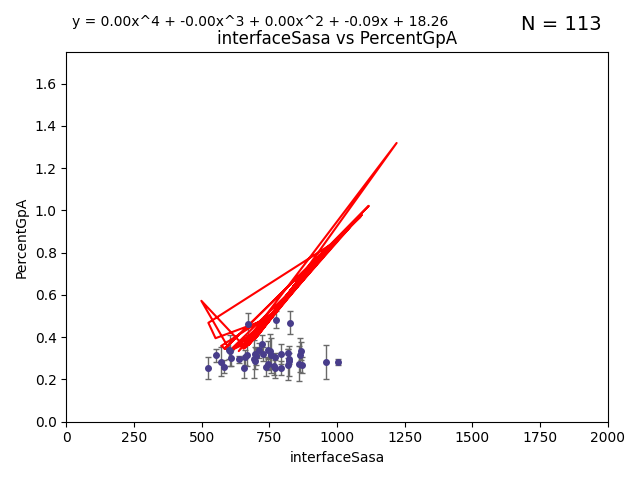 y = 0.00x^4 + -0.00x^3 + 0.00x^2 + -0.09x + 18.26
N = 113
interfaceSasa vs PercentGpA
PercentGpA
1.6
1.4
1.2
1.0
0.8
0.6
0.4
0.2
0.0
0 250 500 750 1000 1250 1500 1750 2000
interfaceSasa